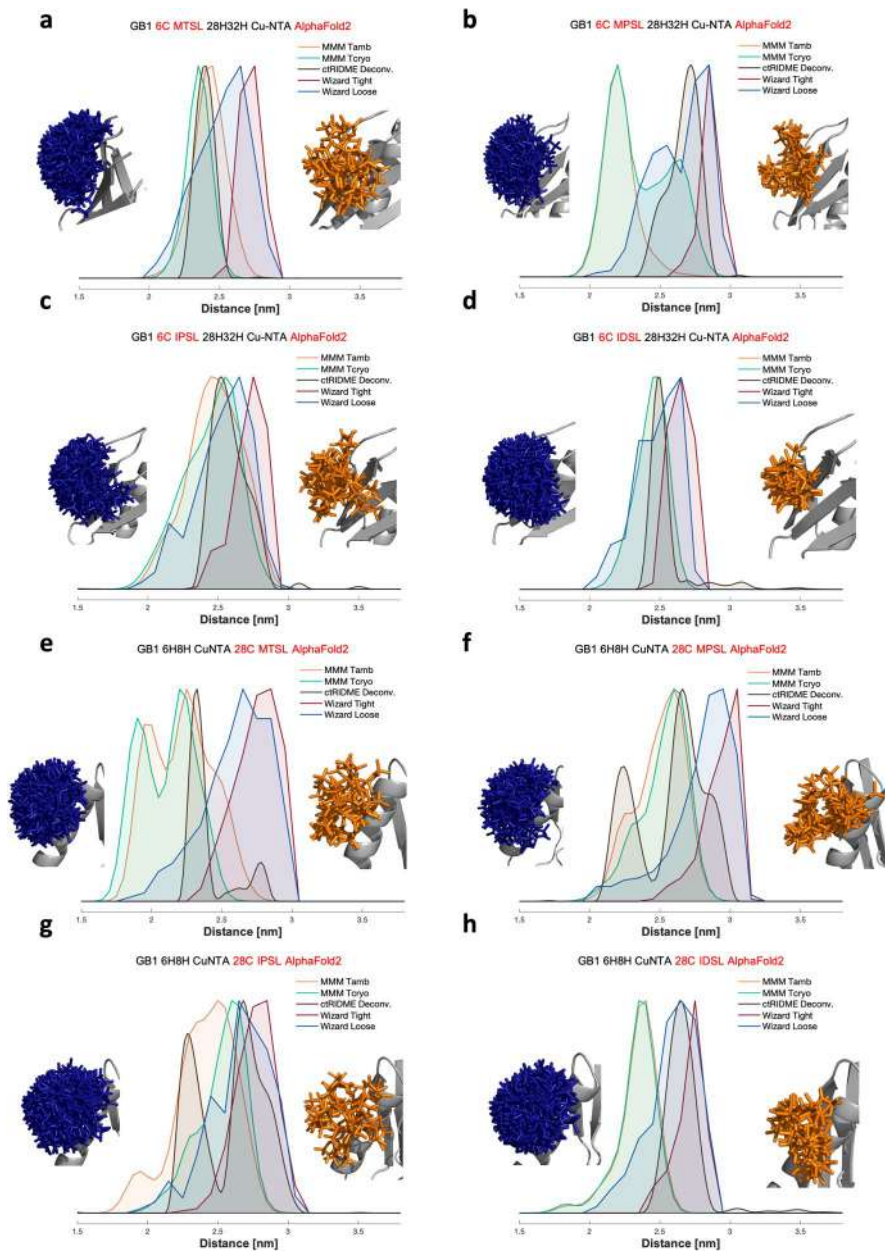 a
GB1 6C MTSL 28H32H Cu-NTA AlphaFold2
MMM Tamb
MMM Tcryo
ctRIDME Deconv.
Wizard Tight
Wizard Loose
1.5 2 2.5 3 3.5
Distance [nm]
b
GB1 6C MPSL 28H32H Cu-NTA AlphaFold2
MMM Tamb
MMM Tcryo
ctRIDME Deconv.
Wizard Tight
Wizard Loose
1.5 2 2.5 3 3.5
Distance [nm]
c
GB1 6C IPSL 28H32H Cu-NTA AlphaFold2
MMM Tamb
MMM Tcryo
ctRIDME Deconv.
Wizard Tight
Wizard Loose
1.5 2 2.5 3 3.5
Distance [nm]
d
GB1 6C IDSL 28H32H Cu-NTA AlphaFold2
MMM Tamb
MMM Tcryo
ctRIDME Deconv.
Wizard Tight
Wizard Loose
1.5 2 2.5 3 3.5
Distance [nm]
e
GB1 6H8H CuNTA 28C MTSL AlphaFold2
MMM Tamb
MMM Tcryo
ctRIDME Deconv.
Wizard Tight
Wizard Loose
1.5 2 2.5 3 3.5
Distance [nm]
f
GB1 6H8H CuNTA 28C MPSL AlphaFold2
MMM Tamb
MMM Tcryo
ctRIDME Deconv.
Wizard Tight
Wizard Loose
1.5 2 2.5 3 3.5
Distance [nm]
g
GB1 6H8H CuNTA 28C IPSL AlphaFold2
MMM Tamb
MMM Tcryo
ctRIDME Deconv.
Wizard Tight
Wizard Loose
1.5 2 2.5 3 3.5
Distance [nm]
h
GB1 6H8H CuNTA 28C IDSL AlphaFold2
MMM Tamb
MMM Tcryo
ctRIDME Deconv.
Wizard Tight
Wizard Loose
1.5 2 2.5 3 3.5
Distance [nm]